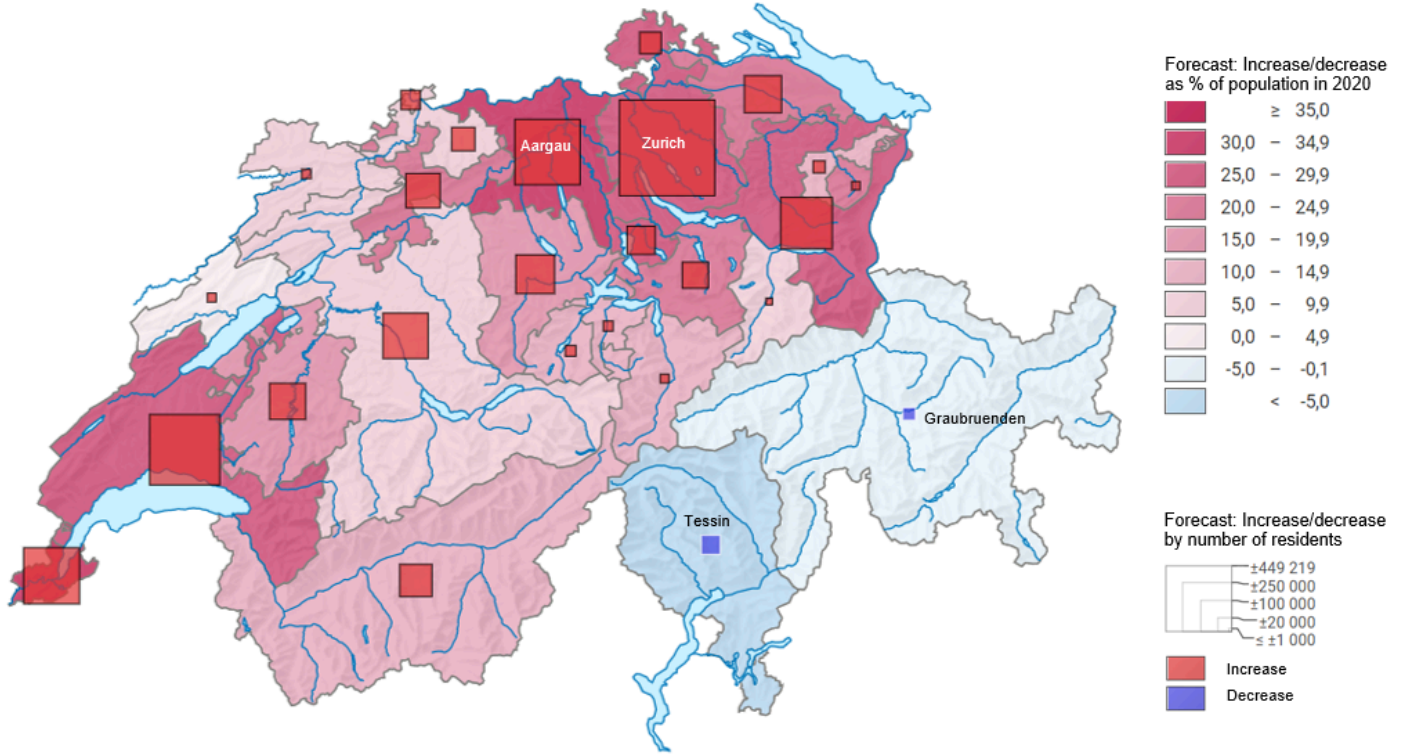 Forecast: Increase/decrease
as % of population in 2020
≥ 35,0
30,0 – 34,9
25,0 – 29,9
20,0 – 24,9
15,0 – 19,9
10,0 – 14,9
5,0 – 9,9
0,0 – 4,9
-5,0 – -0,1
< -5,0
Aargau
Zurich
Graubruenden
Tessin
Forecast: Increase/decrease
by number of residents
±449 219
±250 000
±100 000
±20 000
≤ ±1 000
Increase
Decrease